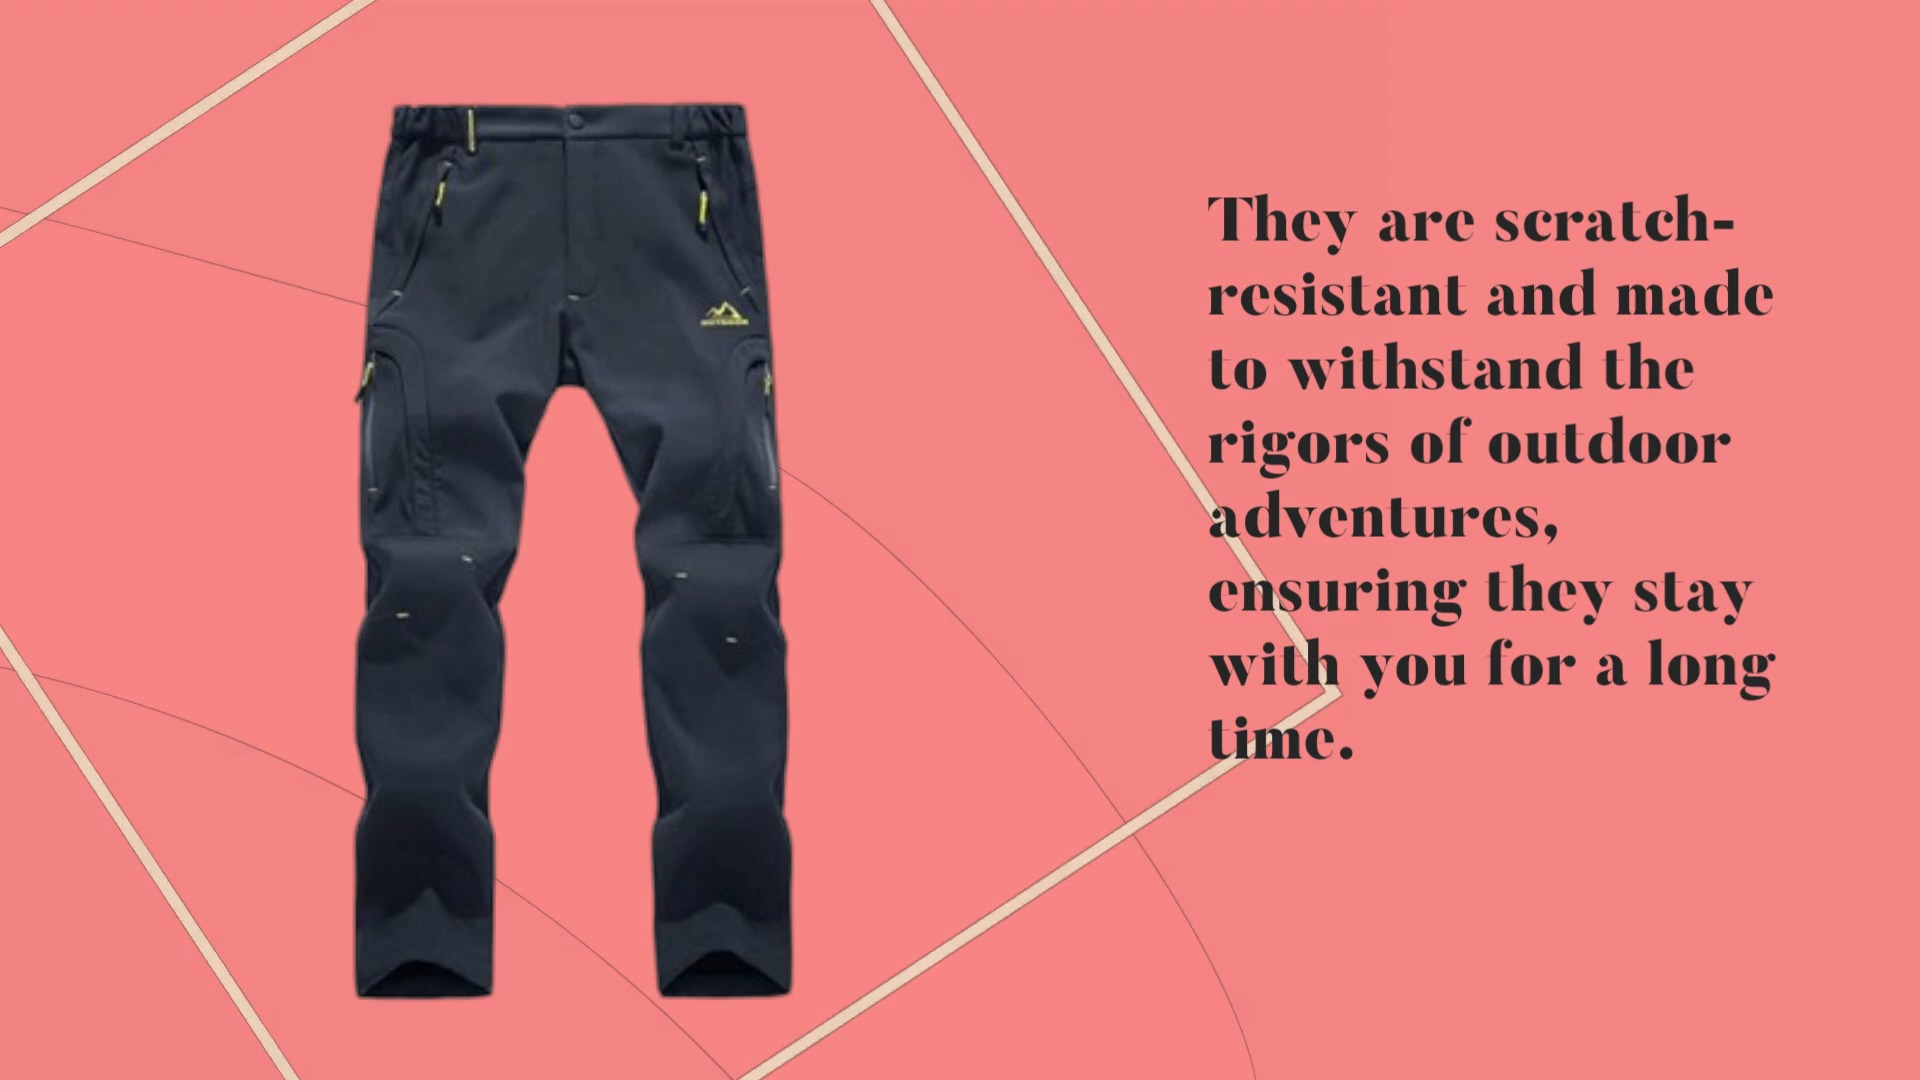 They are scratch-
resistant and made
to withstand the
rigors of outdoor
adventures,
ensuring they stay
with you for a long
time.